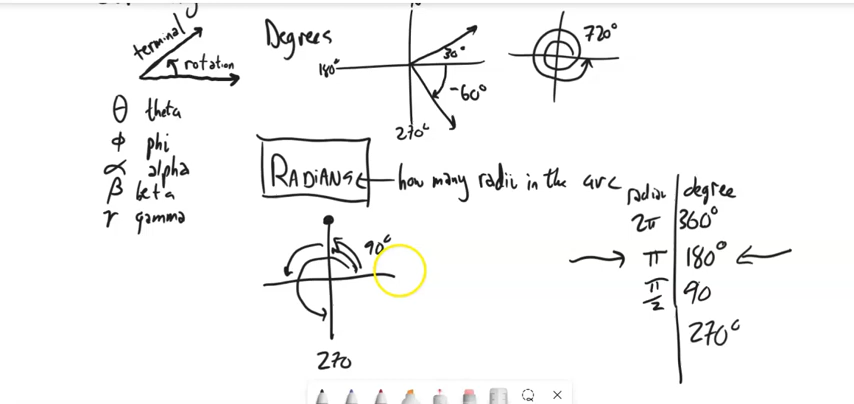 terminal
rotation
θ theta
ϕ phi
α alpha
β beta
γ gamma
Degrees
180°
30°
-60°
270°
720°
RADIANS ← how many radii in the arc
90°
270
radian degree
2π 360°
→ π 180° ←
π/2 90
270°